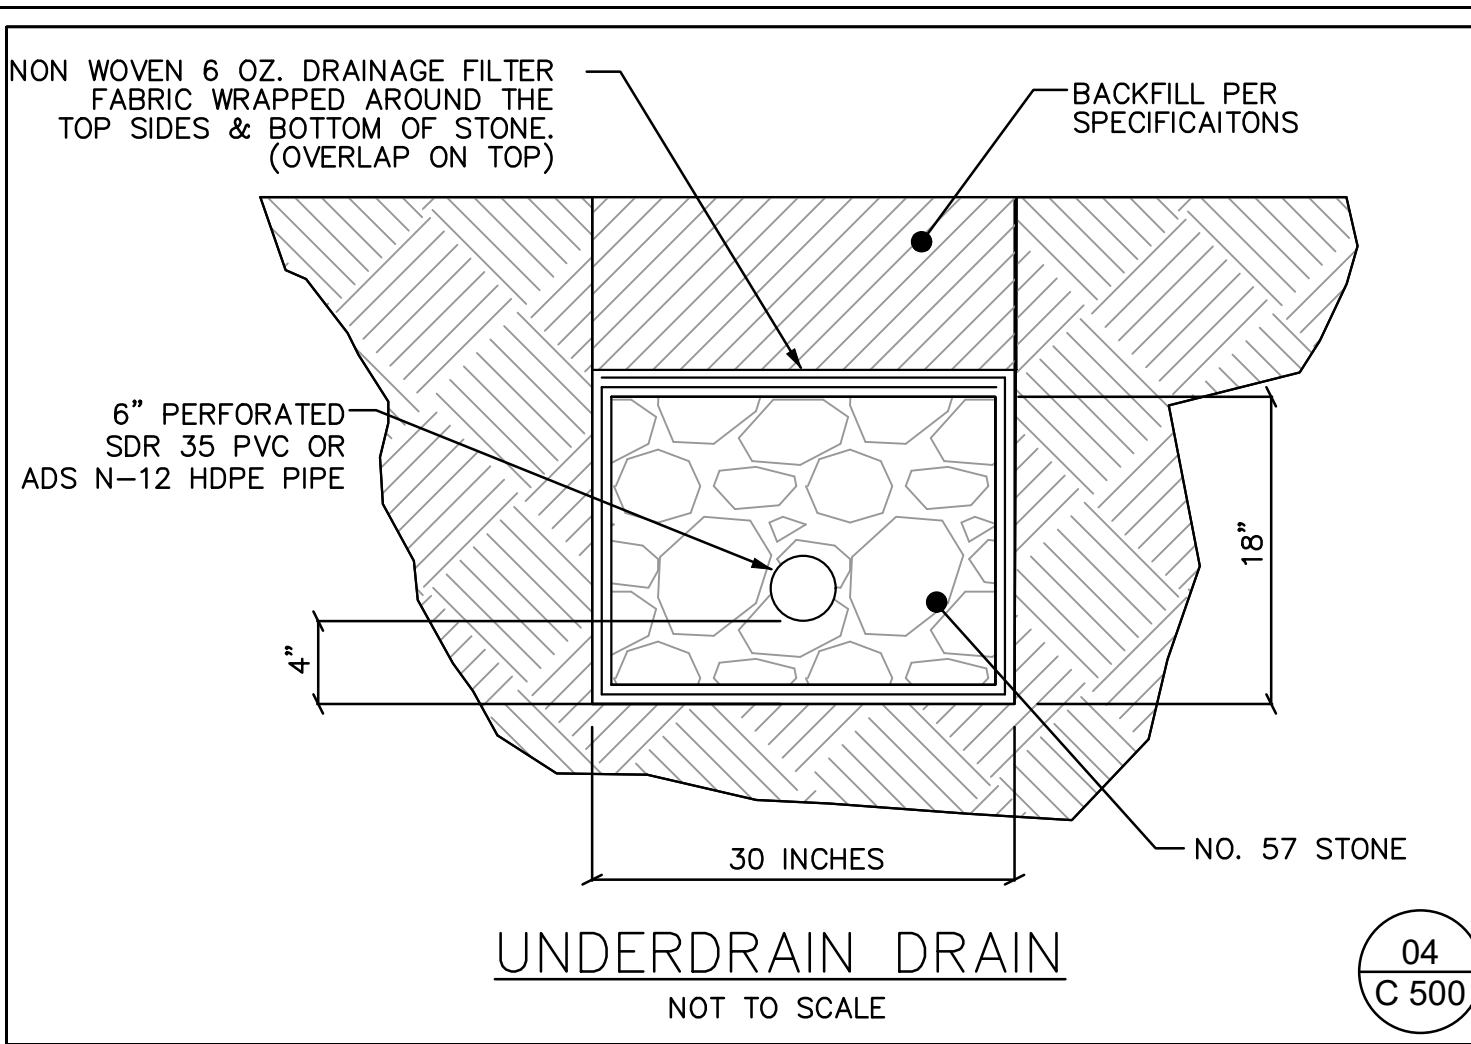 NON WOVEN 6 OZ. DRAINAGE FILTER
FABRIC WRAPPED AROUND THE
TOP SIDES & BOTTOM OF STONE.
(OVERLAP ON TOP)
BACKFILL PER
SPECIFICAITONS
6" PERFORATED
SDR 35 PVC OR
ADS N-12 HDPE PIPE
18"
4"
30 INCHES
NO. 57 STONE
UNDERDRAIN DRAIN
NOT TO SCALE
04
C 500